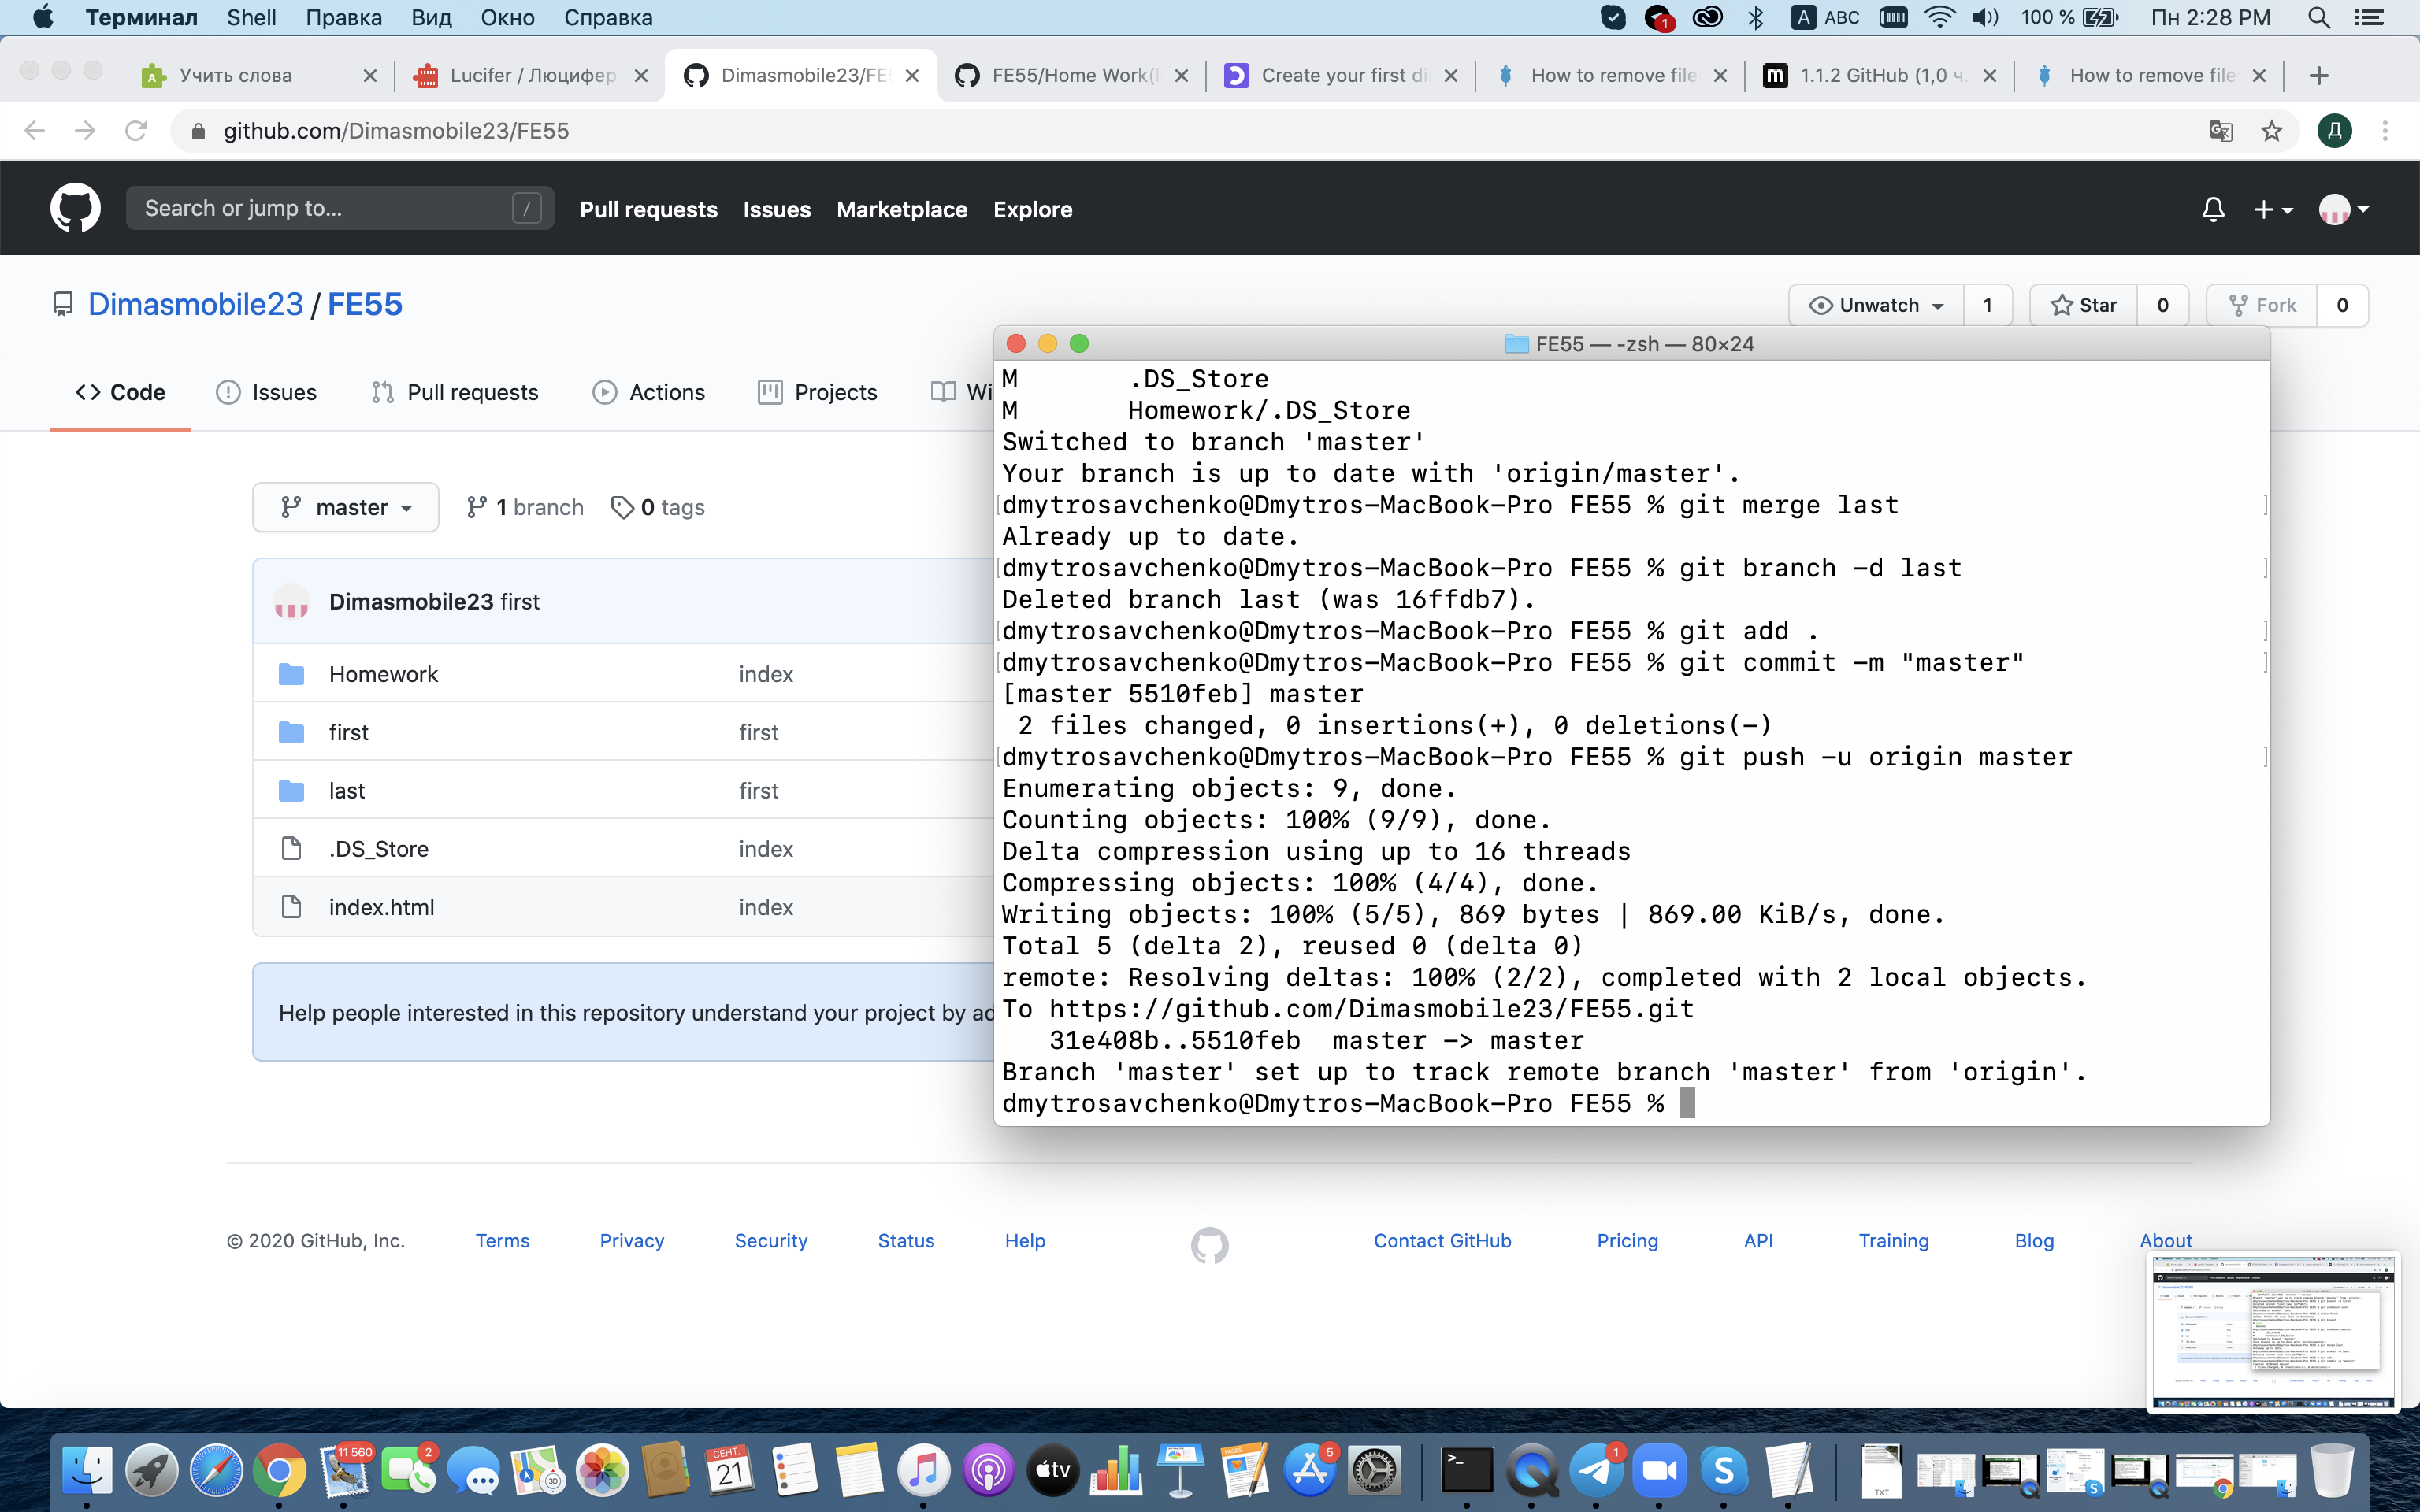 Терминал Shell Правка Вид Окно Справка
1 ABC 100 % Пн 2:28 PM
Учить слова Lucifer / Люцифер Dimasmobile23/FE FE55/Home Work( Create your first di How to remove file 1.1.2 GitHub (1,0 ч. How to remove file
github.com/Dimasmobile23/FE55 Д
Search or jump to... / Pull requests Issues Marketplace Explore
Dimasmobile23 / FE55
Unwatch 1 Star 0 Fork 0
Code Issues Pull requests Actions Projects Wi
master 1 branch 0 tags
Dimasmobile23 first
Homework index
first first
last first
.DS_Store index
index.html index
Help people interested in this repository understand your project by ad
FE55 — -zsh — 80×24
M .DS_Store
M Homework/.DS_Store
Switched to branch 'master'
Your branch is up to date with 'origin/master'.
[dmytrosavchenko@Dmytros-MacBook-Pro FE55 % git merge last ]
Already up to date.
[dmytrosavchenko@Dmytros-MacBook-Pro FE55 % git branch -d last ]
Deleted branch last (was 16ffdb7).
[dmytrosavchenko@Dmytros-MacBook-Pro FE55 % git add . ]
[dmytrosavchenko@Dmytros-MacBook-Pro FE55 % git commit -m "master" ]
[master 5510feb] master
2 files changed, 0 insertions(+), 0 deletions(-)
[dmytrosavchenko@Dmytros-MacBook-Pro FE55 % git push -u origin master ]
Enumerating objects: 9, done.
Counting objects: 100% (9/9), done.
Delta compression using up to 16 threads
Compressing objects: 100% (4/4), done.
Writing objects: 100% (5/5), 869 bytes | 869.00 KiB/s, done.
Total 5 (delta 2), reused 0 (delta 0)
remote: Resolving deltas: 100% (2/2), completed with 2 local objects.
To https://github.com/Dimasmobile23/FE55.git
31e408b..5510feb master -> master
Branch 'master' set up to track remote branch 'master' from 'origin'.
dmytrosavchenko@Dmytros-MacBook-Pro FE55 %
© 2020 GitHub, Inc. Terms Privacy Security Status Help Contact GitHub Pricing API Training Blog About
11 560 2 СЕНТ. 21 tv PAGES 5 >_ 1 S TXT
3D